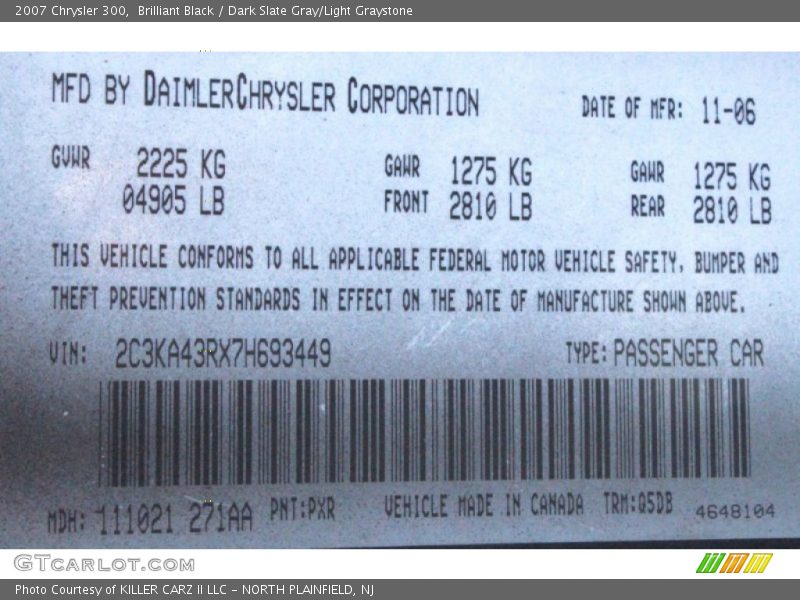 2007 Chrysler 300, Brilliant Black / Dark Slate Gray/Light Graystone
MFD BY DAIMLERCHRYSLER CORPORATION DATE OF MFR: 11-06
GVWR 2225 KG GAWR 1275 KG GAWR 1275 KG
04905 LB FRONT 2810 LB REAR 2810 LB
THIS VEHICLE CONFORMS TO ALL APPLICABLE FEDERAL MOTOR VEHICLE SAFETY, BUMPER AND
THEFT PREVENTION STANDARDS IN EFFECT ON THE DATE OF MANUFACTURE SHOWN ABOVE.
VIN: 2C3KA43RX7H693449 TYPE: PASSENGER CAR
MDH: 111021 271AA PNT:PXR VEHICLE MADE IN CANADA TRM:Q5DB 4648104
GTCARLOT.COM
Photo Courtesy of KILLER CARZ II LLC - NORTH PLAINFIELD, NJ